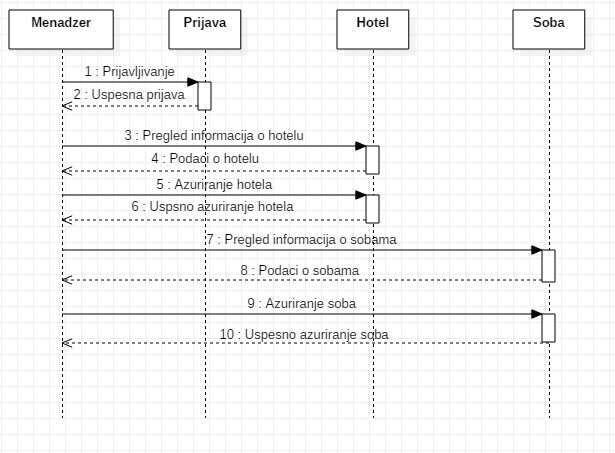 Menadzer
Prijava
Hotel
Soba
1 : Prijavljivanje
2 : Uspesna prijava
3 : Pregled informacija o hotelu
4 : Podaci o hotelu
5 : Azuriranje hotela
6 : Uspsno azuriranje hotela
7 : Pregled informacija o sobama
8 : Podaci o sobama
9 : Azuriranje soba
10 : Uspesno azuriranje soba